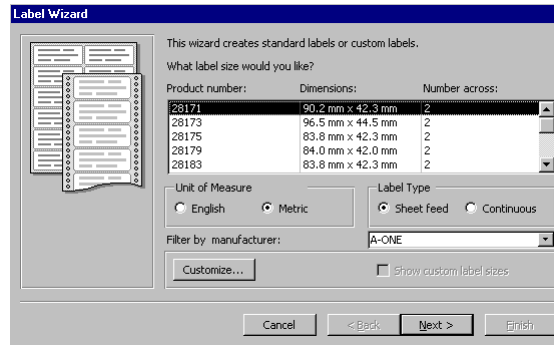 Label Wizard
This wizard creates standard labels or custom labels.
What label size would you like?
Product number: Dimensions: Number across:
28171 90.2 mm x 42.3 mm 2
28173 96.5 mm x 44.5 mm 2
28175 83.8 mm x 42.3 mm 2
28179 84.0 mm x 42.0 mm 2
28183 83.8 mm x 42.3 mm 2
Unit of Measure Label Type
English Metric Sheet feed Continuous
Filter by manufacturer: A-ONE
Customize... Show custom label sizes
Cancel < Back Next > Finish